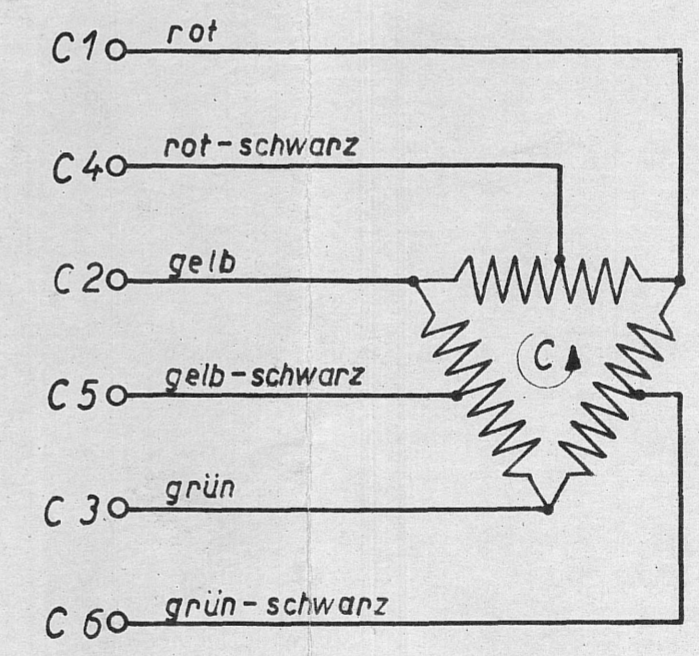 C1 rot
C4 rot-schwarz
C2 gelb
C5 gelb-schwarz
C
C3 grün
C6 grün-schwarz